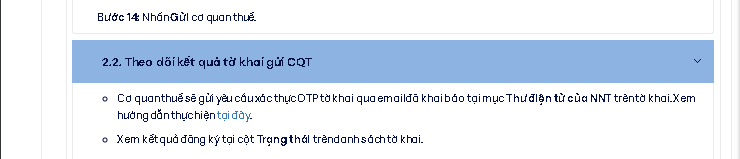 Bước 14: Nhấn Gửi cơ quan thuế.
2.2. Theo dõi kết quả tờ khai gửi CQT
Cơ quan thuế sẽ gửi yêu cầu xác thực OTP tờ khai qua email đã khai báo tại mục Thư điện tử của NNT trên tờ khai. Xem
hướng dẫn thực hiện tại đây.
Xem kết quả đăng ký tại cột Trạng thái trên danh sách tờ khai.